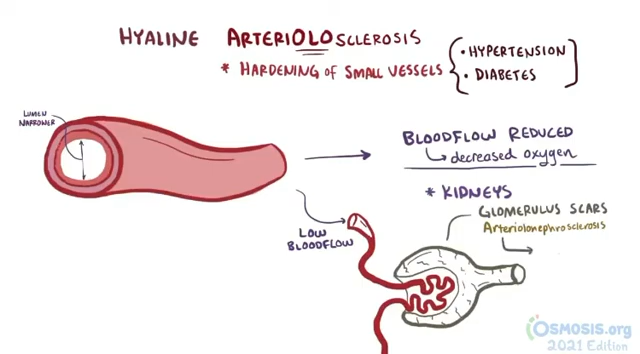 HYALINE ARTERIOLOSCLEROSIS
* HARDENING OF SMALL VESSELS
• HYPERTENSION
• DIABETES
LUMEN
NARROWER
BLOODFLOW REDUCED
decreased oxygen
* KIDNEYS
GLOMERULUS SCARS
Arteriolonephrosclerosis
LOW
BLOODFLOW
OSMOSIS.org
2021 Edition